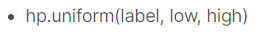 • hp.uniform(label, low, high)